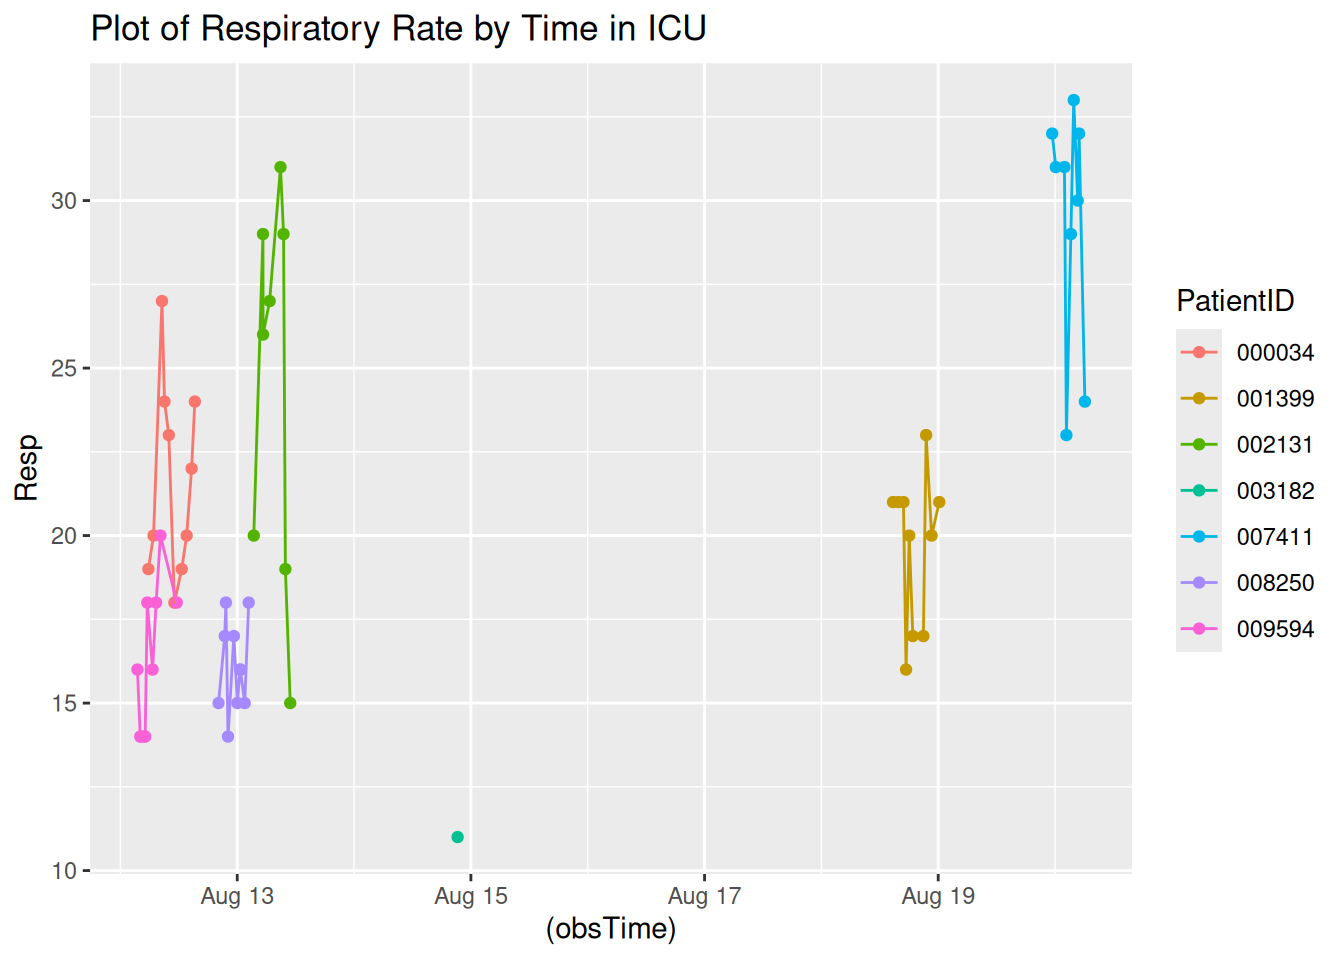 Plot of Respiratory Rate by Time in ICU
Resp
30
25
20
15
10
Aug 13
Aug 15
Aug 17
Aug 19
(obsTime)
PatientID
000034
001399
002131
003182
007411
008250
009594